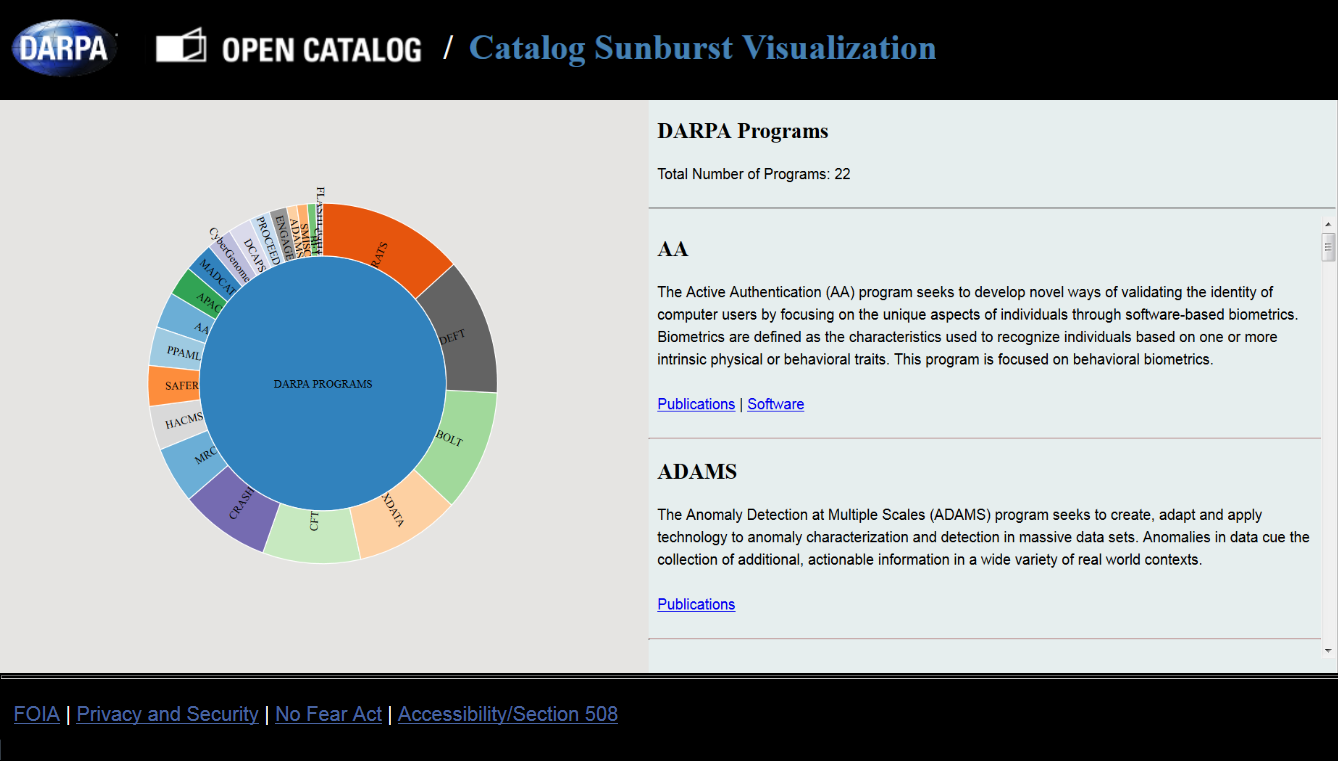 DARPA
OPEN CATALOG / Catalog Sunburst Visualization
RATS
DEFT
BOLT
XDATA
CFT
CRASH
MRC
HACMS
SAFER
PPAML
AA
APAC
MADCAT
CyberGenome
DCAPS
PROCEED
ENGAGE
ADAMS
SMISC
DARPA PROGRAMS
DARPA Programs
Total Number of Programs: 22
AA
The Active Authentication (AA) program seeks to develop novel ways of validating the identity of
computer users by focusing on the unique aspects of individuals through software-based biometrics.
Biometrics are defined as the characteristics used to recognize individuals based on one or more
intrinsic physical or behavioral traits. This program is focused on behavioral biometrics.
Publications | Software
ADAMS
The Anomaly Detection at Multiple Scales (ADAMS) program seeks to create, adapt and apply
technology to anomaly characterization and detection in massive data sets. Anomalies in data cue the
collection of additional, actionable information in a wide variety of real world contexts.
Publications
FOIA | Privacy and Security | No Fear Act | Accessibility/Section 508